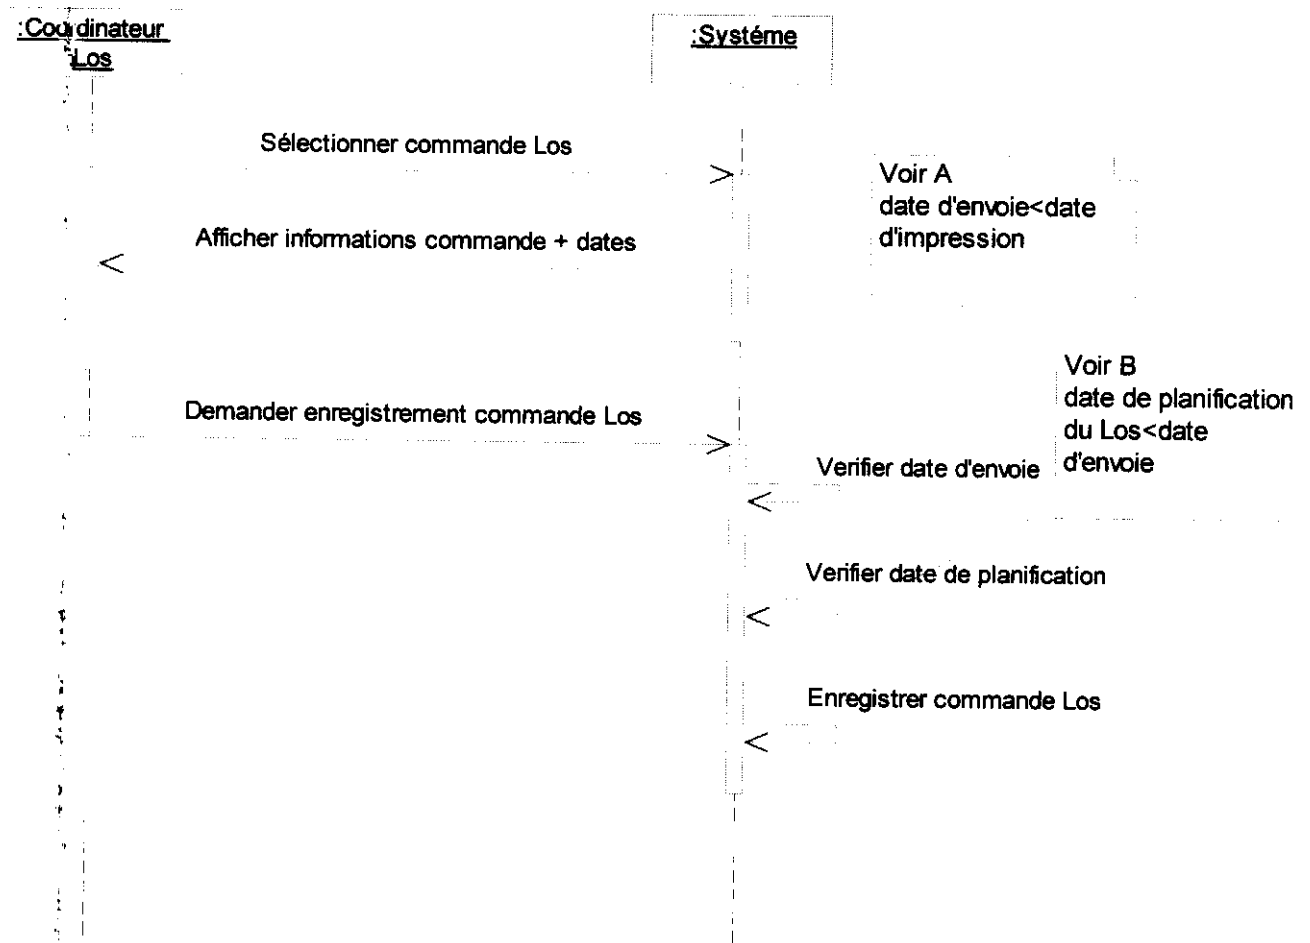 :Coordinateur
Los
:Systéme
Sélectionner commande Los
Voir A
date d'envoie<date
d'impression
Afficher informations commande + dates
Voir B
date de planification
du Los<date
d'envoie
Demander enregistrement commande Los
Verifier date d'envoie
Verifier date de planification
Enregistrer commande Los